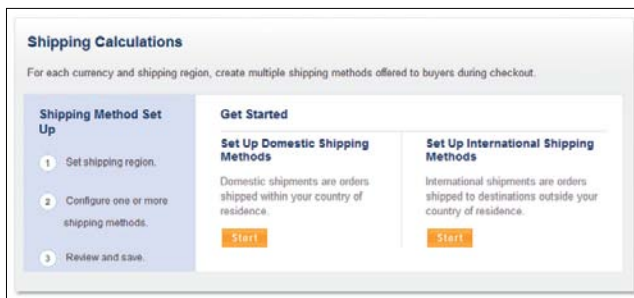 Shipping Calculations
For each currency and shipping region, create multiple shipping methods offered to buyers during checkout.
Shipping Method Set
Up
1 Set shipping region.
2 Configure one or more
shipping methods.
3 Review and save.
Get Started
Set Up Domestic Shipping
Methods
Domestic shipments are orders
shipped within your country of
residence.
Start
Set Up International Shipping
Methods
International shipments are orders
shipped to destinations outside your
country of residence.
Start